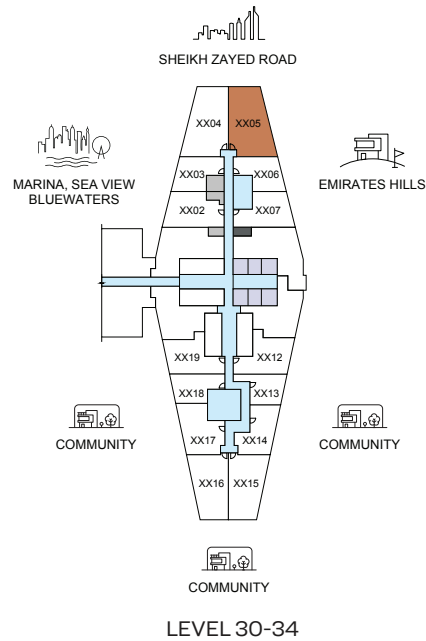 SHEIKH ZAYED ROAD
XX04
XX05
MARINA, SEA VIEW
BLUEWATERS
EMIRATES HILLS
XX03
XX06
XX02
XX07
XX19
XX12
XX18
XX13
COMMUNITY
COMMUNITY
XX17
XX14
XX16
XX15
COMMUNITY
LEVEL 30-34